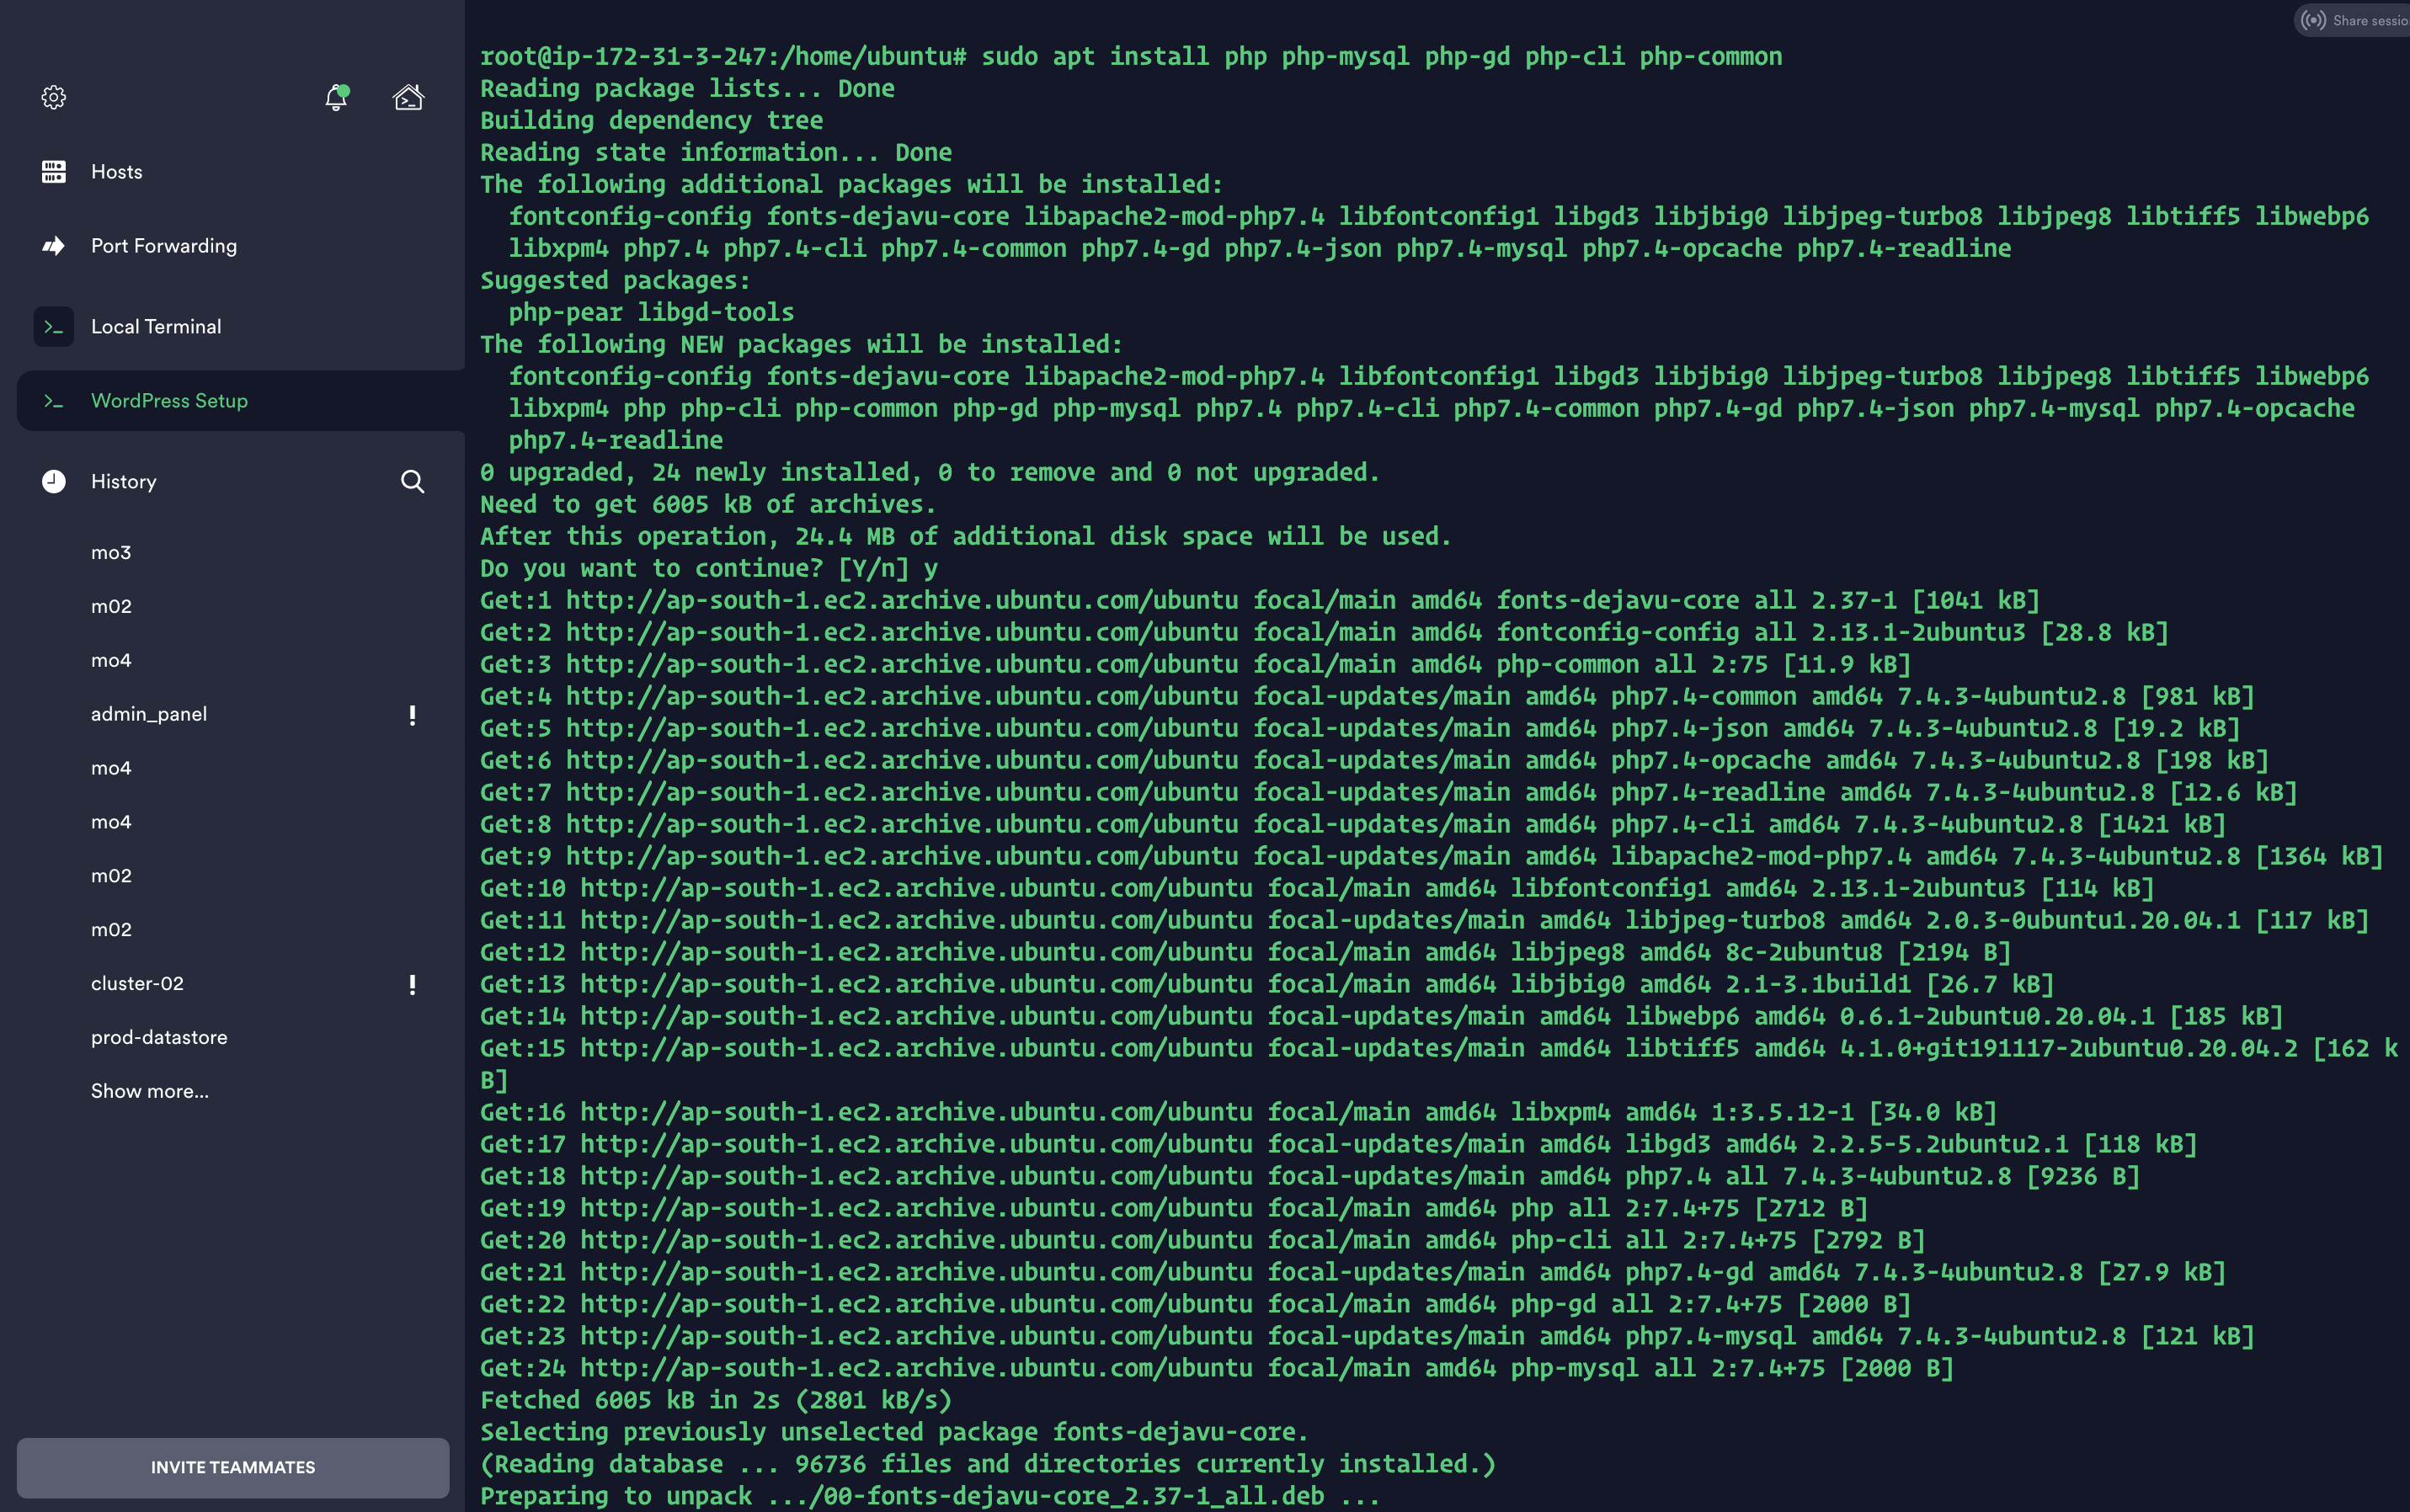 Share sessio
Hosts
Port Forwarding
Local Terminal
WordPress Setup
History
mo3
m02
mo4
admin_panel
mo4
mo4
m02
m02
cluster-02
prod-datastore
Show more...
INVITE TEAMMATES
root@ip-172-31-3-247:/home/ubuntu# sudo apt install php php-mysql php-gd php-cli php-common
Reading package lists... Done
Building dependency tree
Reading state information... Done
The following additional packages will be installed:
  fontconfig-config fonts-dejavu-core libapache2-mod-php7.4 libfontconfig1 libgd3 libjbig0 libjpeg-turbo8 libjpeg8 libtiff5 libwebp6
  libxpm4 php7.4 php7.4-cli php7.4-common php7.4-gd php7.4-json php7.4-mysql php7.4-opcache php7.4-readline
Suggested packages:
  php-pear libgd-tools
The following NEW packages will be installed:
  fontconfig-config fonts-dejavu-core libapache2-mod-php7.4 libfontconfig1 libgd3 libjbig0 libjpeg-turbo8 libjpeg8 libtiff5 libwebp6
  libxpm4 php php-cli php-common php-gd php-mysql php7.4 php7.4-cli php7.4-common php7.4-gd php7.4-json php7.4-mysql php7.4-opcache
  php7.4-readline
0 upgraded, 24 newly installed, 0 to remove and 0 not upgraded.
Need to get 6005 kB of archives.
After this operation, 24.4 MB of additional disk space will be used.
Do you want to continue? [Y/n] y
Get:1 http://ap-south-1.ec2.archive.ubuntu.com/ubuntu focal/main amd64 fonts-dejavu-core all 2.37-1 [1041 kB]
Get:2 http://ap-south-1.ec2.archive.ubuntu.com/ubuntu focal/main amd64 fontconfig-config all 2.13.1-2ubuntu3 [28.8 kB]
Get:3 http://ap-south-1.ec2.archive.ubuntu.com/ubuntu focal/main amd64 php-common all 2:75 [11.9 kB]
Get:4 http://ap-south-1.ec2.archive.ubuntu.com/ubuntu focal-updates/main amd64 php7.4-common amd64 7.4.3-4ubuntu2.8 [981 kB]
Get:5 http://ap-south-1.ec2.archive.ubuntu.com/ubuntu focal-updates/main amd64 php7.4-json amd64 7.4.3-4ubuntu2.8 [19.2 kB]
Get:6 http://ap-south-1.ec2.archive.ubuntu.com/ubuntu focal-updates/main amd64 php7.4-opcache amd64 7.4.3-4ubuntu2.8 [198 kB]
Get:7 http://ap-south-1.ec2.archive.ubuntu.com/ubuntu focal-updates/main amd64 php7.4-readline amd64 7.4.3-4ubuntu2.8 [12.6 kB]
Get:8 http://ap-south-1.ec2.archive.ubuntu.com/ubuntu focal-updates/main amd64 php7.4-cli amd64 7.4.3-4ubuntu2.8 [1421 kB]
Get:9 http://ap-south-1.ec2.archive.ubuntu.com/ubuntu focal-updates/main amd64 libapache2-mod-php7.4 amd64 7.4.3-4ubuntu2.8 [1364 kB]
Get:10 http://ap-south-1.ec2.archive.ubuntu.com/ubuntu focal/main amd64 libfontconfig1 amd64 2.13.1-2ubuntu3 [114 kB]
Get:11 http://ap-south-1.ec2.archive.ubuntu.com/ubuntu focal-updates/main amd64 libjpeg-turbo8 amd64 2.0.3-0ubuntu1.20.04.1 [117 kB]
Get:12 http://ap-south-1.ec2.archive.ubuntu.com/ubuntu focal/main amd64 libjpeg8 amd64 8c-2ubuntu8 [2194 B]
Get:13 http://ap-south-1.ec2.archive.ubuntu.com/ubuntu focal/main amd64 libjbig0 amd64 2.1-3.1build1 [26.7 kB]
Get:14 http://ap-south-1.ec2.archive.ubuntu.com/ubuntu focal-updates/main amd64 libwebp6 amd64 0.6.1-2ubuntu0.20.04.1 [185 kB]
Get:15 http://ap-south-1.ec2.archive.ubuntu.com/ubuntu focal-updates/main amd64 libtiff5 amd64 4.1.0+git191117-2ubuntu0.20.04.2 [162 k
B]
Get:16 http://ap-south-1.ec2.archive.ubuntu.com/ubuntu focal/main amd64 libxpm4 amd64 1:3.5.12-1 [34.0 kB]
Get:17 http://ap-south-1.ec2.archive.ubuntu.com/ubuntu focal-updates/main amd64 libgd3 amd64 2.2.5-5.2ubuntu2.1 [118 kB]
Get:18 http://ap-south-1.ec2.archive.ubuntu.com/ubuntu focal-updates/main amd64 php7.4 all 7.4.3-4ubuntu2.8 [9236 B]
Get:19 http://ap-south-1.ec2.archive.ubuntu.com/ubuntu focal/main amd64 php all 2:7.4+75 [2712 B]
Get:20 http://ap-south-1.ec2.archive.ubuntu.com/ubuntu focal/main amd64 php-cli all 2:7.4+75 [2792 B]
Get:21 http://ap-south-1.ec2.archive.ubuntu.com/ubuntu focal-updates/main amd64 php7.4-gd amd64 7.4.3-4ubuntu2.8 [27.9 kB]
Get:22 http://ap-south-1.ec2.archive.ubuntu.com/ubuntu focal/main amd64 php-gd all 2:7.4+75 [2000 B]
Get:23 http://ap-south-1.ec2.archive.ubuntu.com/ubuntu focal-updates/main amd64 php7.4-mysql amd64 7.4.3-4ubuntu2.8 [121 kB]
Get:24 http://ap-south-1.ec2.archive.ubuntu.com/ubuntu focal/main amd64 php-mysql all 2:7.4+75 [2000 B]
Fetched 6005 kB in 2s (2801 kB/s)
Selecting previously unselected package fonts-dejavu-core.
(Reading database ... 96736 files and directories currently installed.)
Preparing to unpack .../00-fonts-dejavu-core_2.37-1_all.deb ...